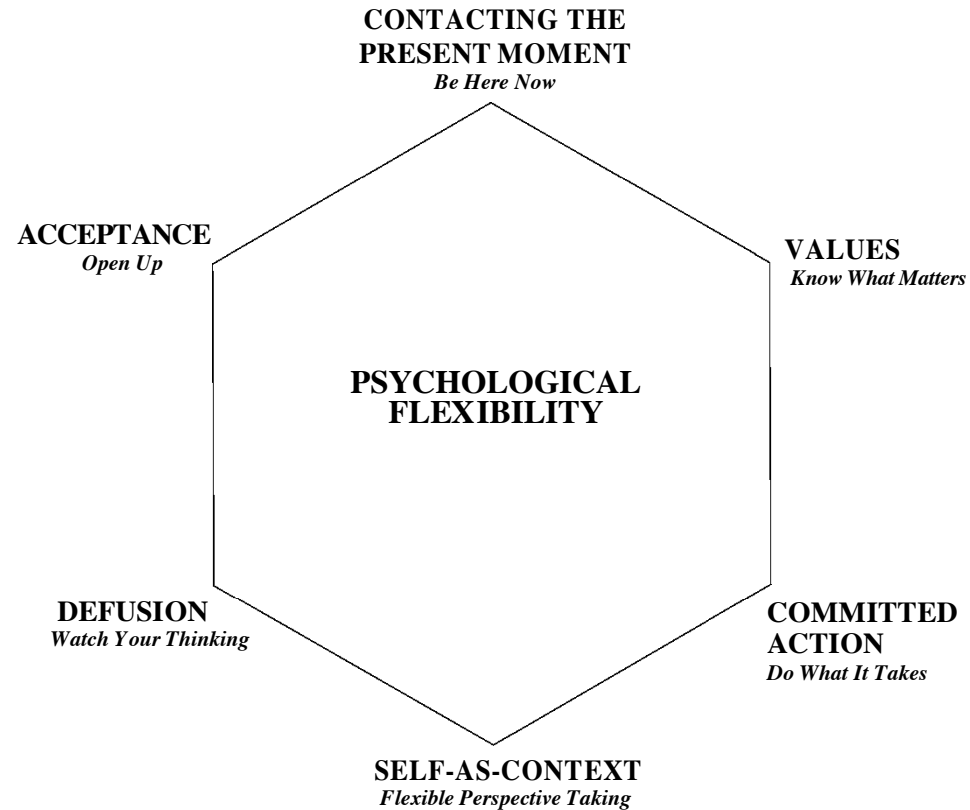 CONTACTING THE
PRESENT MOMENT
Be Here Now
ACCEPTANCE
Open Up
VALUES
Know What Matters
PSYCHOLOGICAL
FLEXIBILITY
DEFUSION
Watch Your Thinking
COMMITTED
ACTION
Do What It Takes
SELF-AS-CONTEXT
Flexible Perspective Taking